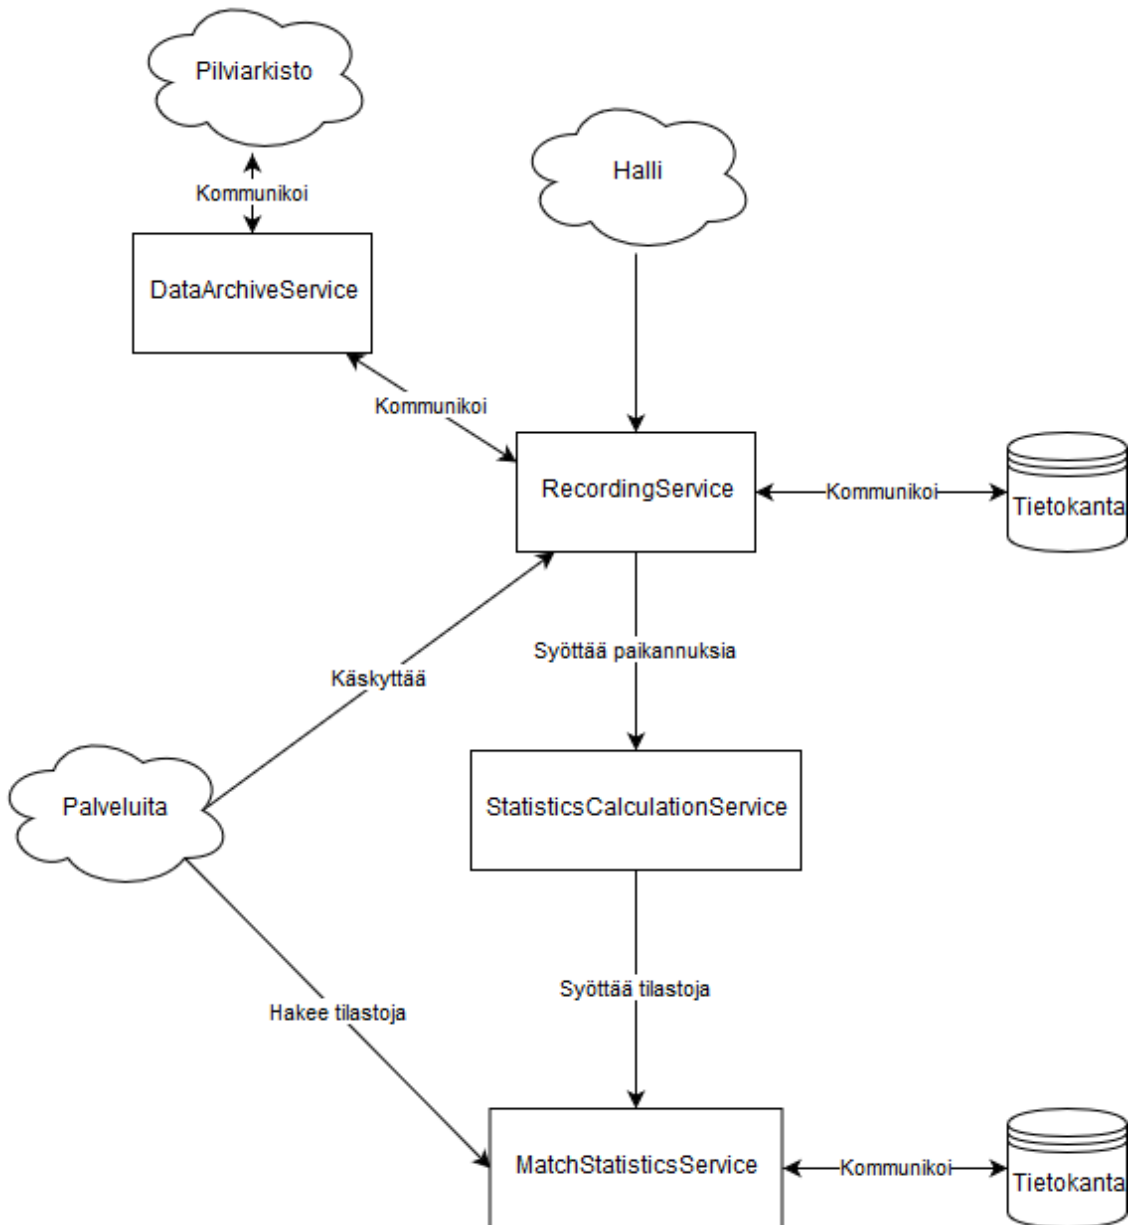 Pilviarkisto
Halli
Kommunikoi
DataArchiveService
Kommunikoi
RecordingService
Kommunikoi
Tietokanta
Syöttää paikannuksia
Käskyttää
Palveluita
StatisticsCalculationService
Syöttää tilastoja
Hakee tilastoja
MatchStatisticsService
Kommunikoi
Tietokanta